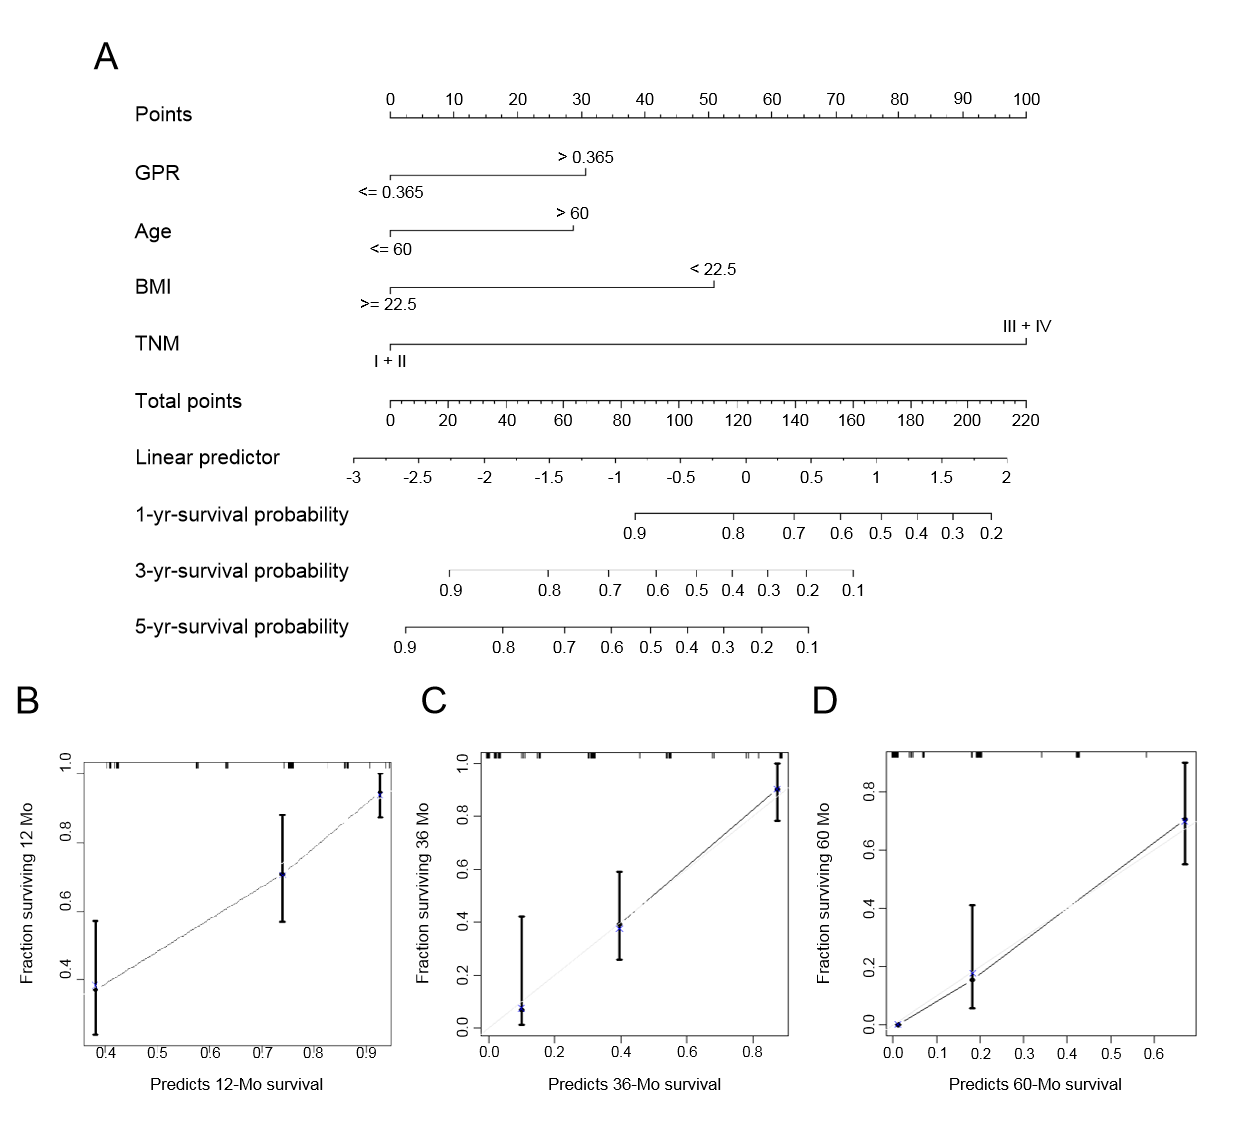 A
Points
0 10 20 30 40 50 60 70 80 90 100
GPR
> 0.365
<= 0.365
Age
> 60
<= 60
BMI
< 22.5
>= 22.5
TNM
III + IV
I + II
Total points
0 20 40 60 80 100 120 140 160 180 200 220
Linear predictor
-3 -2.5 -2 -1.5 -1 -0.5 0 0.5 1 1.5 2
1-yr-survival probability
0.9 0.8 0.7 0.6 0.5 0.4 0.3 0.2
3-yr-survival probability
0.9 0.8 0.7 0.6 0.5 0.4 0.3 0.2 0.1
5-yr-survival probability
0.9 0.8 0.7 0.6 0.5 0.4 0.3 0.2 0.1
B
Fraction surviving 12 Mo
1.0
0.8
0.6
0.4
0.4 0.5 0.6 0.7 0.8 0.9
Predicts 12-Mo survival
C
Fraction surviving 36 Mo
1.0
0.8
0.6
0.4
0.2
0.0
0.0 0.2 0.4 0.6 0.8
Predicts 36-Mo survival
D
Fraction surviving 60 Mo
0.8
0.6
0.4
0.2
0.0
0.0 0.1 0.2 0.3 0.4 0.5 0.6
Predicts 60-Mo survival